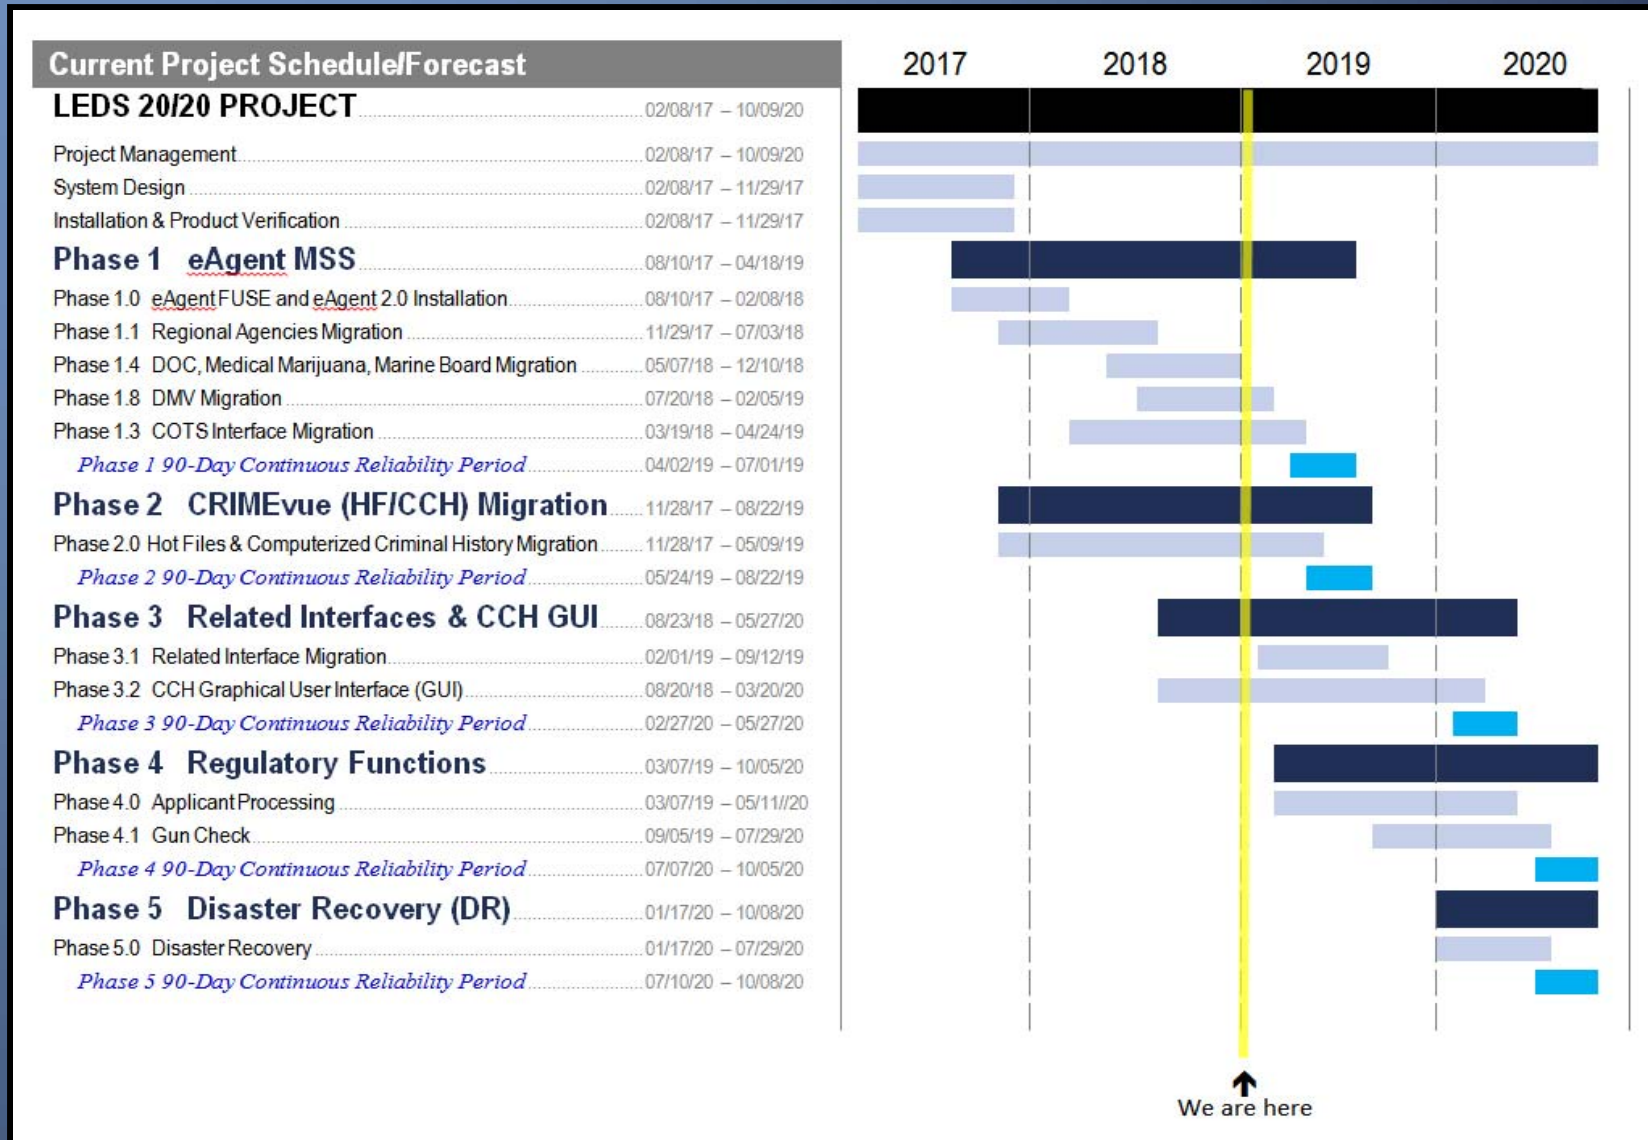 Current Project Schedule/Forecast 2017 2018 2019 2020
LEDS 20/20 PROJECT 02/08/17 – 10/09/20
Project Management 02/08/17 – 10/09/20
System Design 02/08/17 – 11/29/17
Installation & Product Verification 02/08/17 – 11/29/17
Phase 1 eAgent MSS 08/10/17 – 04/18/19
Phase 1.0 eAgent FUSE and eAgent 2.0 Installation 08/10/17 – 02/08/18
Phase 1.1 Regional Agencies Migration 11/29/17 – 07/03/18
Phase 1.4 DOC, Medical Marijuana, Marine Board Migration 05/07/18 – 12/10/18
Phase 1.8 DMV Migration 07/20/18 – 02/05/19
Phase 1.3 COTS Interface Migration 03/19/18 – 04/24/19
Phase 1 90-Day Continuous Reliability Period 04/02/19 – 07/01/19
Phase 2 CRIMEvue (HF/CCH) Migration 11/28/17 – 08/22/19
Phase 2.0 Hot Files & Computerized Criminal History Migration 11/28/17 – 05/09/19
Phase 2 90-Day Continuous Reliability Period 05/24/19 – 08/22/19
Phase 3 Related Interfaces & CCH GUI 08/23/18 – 05/27/20
Phase 3.1 Related Interface Migration 02/01/19 – 09/12/19
Phase 3.2 CCH Graphical User Interface (GUI) 08/20/18 – 03/20/20
Phase 3 90-Day Continuous Reliability Period 02/27/20 – 05/27/20
Phase 4 Regulatory Functions 03/07/19 – 10/05/20
Phase 4.0 Applicant Processing 03/07/19 – 05/11//20
Phase 4.1 Gun Check 09/05/19 – 07/29/20
Phase 4 90-Day Continuous Reliability Period 07/07/20 – 10/05/20
Phase 5 Disaster Recovery (DR) 01/17/20 – 10/08/20
Phase 5.0 Disaster Recovery 01/17/20 – 07/29/20
Phase 5 90-Day Continuous Reliability Period 07/10/20 – 10/08/20
We are here